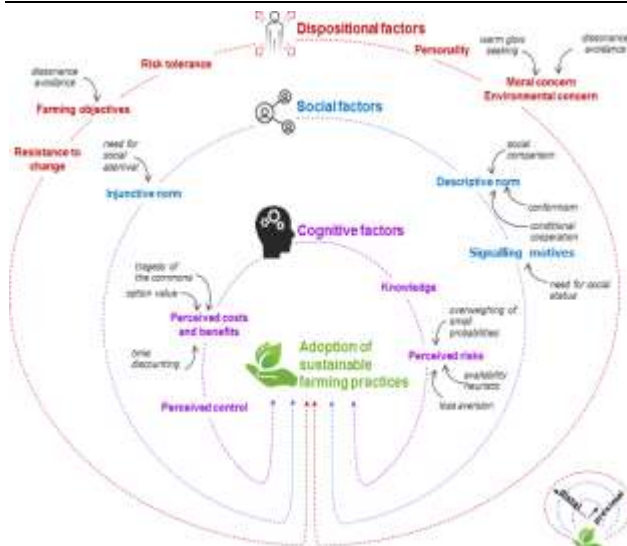 Dispositional factors
Personality
warm glow
seeking
dissonance
avoidance
Risk tolerance
dissonance
avoidance
Moral concern
Environmental concern
Farming objectives
Social factors
Resistance to
change
need for
social
approval
social
comparison
Injunctive norm
Descriptive norm
conformism
conditional
cooperation
Cognitive factors
Signalling motives
tragedy of
the commons
option value
Knowledge
need for social
status
Perceived costs
and benefits
overweighing of
small
probabilities
Adoption of
sustainable
farming practices
time
discounting
Perceived risks
availability
heuristic
Perceived control
loss aversion
distal
proximal